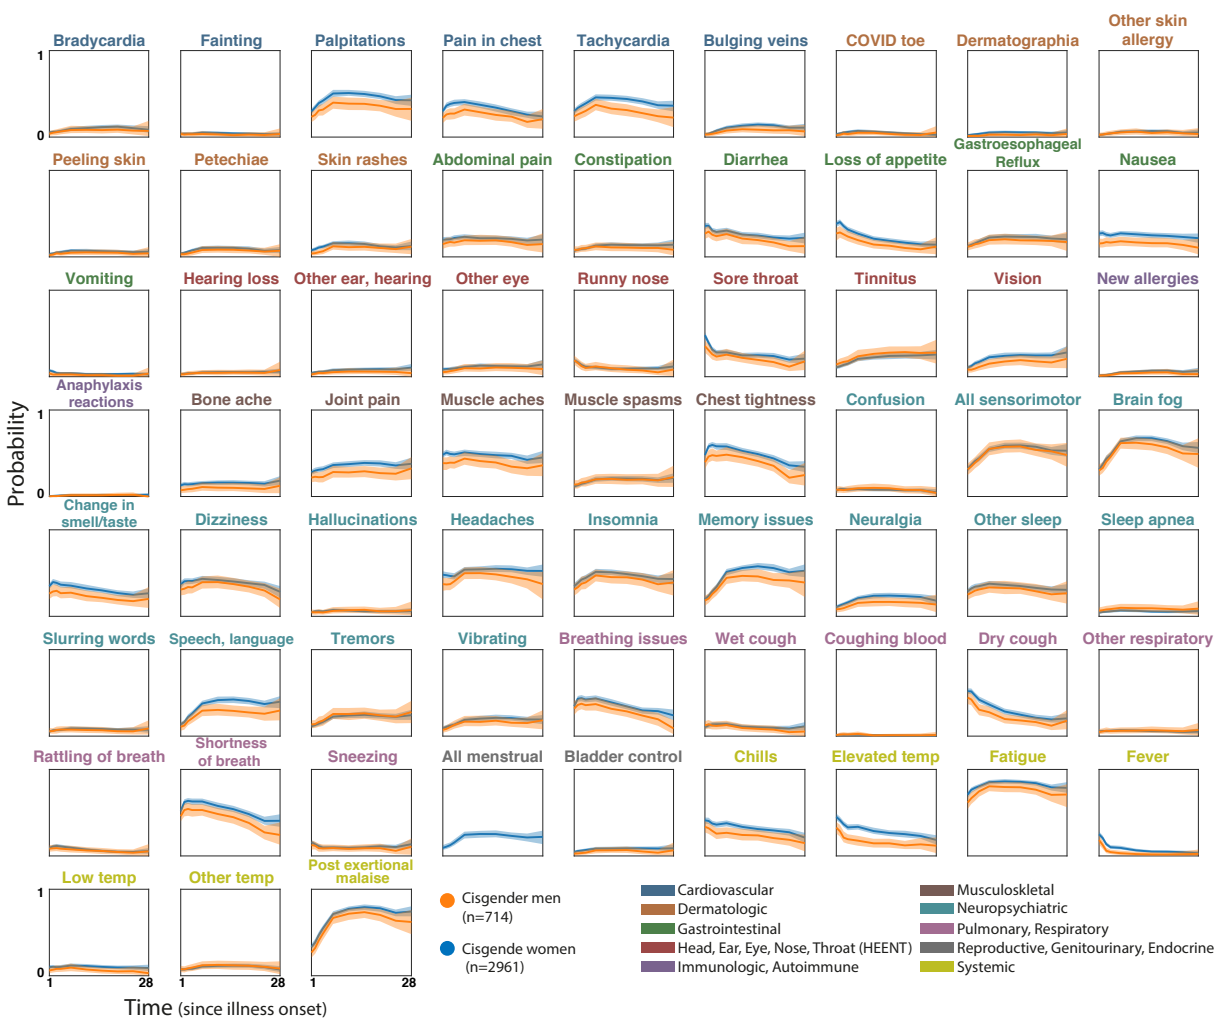 Other skin
allergy
Bradycardia
Fainting
Palpitations
Pain in chest
Tachycardia
Bulging veins
COVID toe
Dermatographia
1
0
Peeling skin
Petechiae
Skin rashes
Abdominal pain
Constipation
Diarrhea
Loss of appetite
Gastroesophageal
Reflux
Nausea
Vomiting
Hearing loss
Other ear, hearing
Other eye
Runny nose
Sore throat
Tinnitus
Vision
New allergies
Anaphylaxis
reactions
Bone ache
Joint pain
Muscle aches
Muscle spasms
Chest tightness
Confusion
All sensorimotor
Brain fog
1
0
Probability
Change in
smell/taste
Dizziness
Hallucinations
Headaches
Insomnia
Memory issues
Neuralgia
Other sleep
Sleep apnea
Slurring words
Speech, language
Tremors
Vibrating
Breathing issues
Wet cough
Coughing blood
Dry cough
Other respiratory
Rattling of breath
Shortness
of breath
Sneezing
All menstrual
Bladder control
Chills
Elevated temp
Fatigue
Fever
Low temp
Other temp
Post exertional
malaise
1
0
1
28
1
28
1
28
Time (since illness onset)
Cisgender men
(n=714)
Cisgende women
(n=2961)
Cardiovascular
Dermatologic
Gastrointestinal
Head, Ear, Eye, Nose, Throat (HEENT)
Immunologic, Autoimmune
Musculoskletal
Neuropsychiatric
Pulmonary, Respiratory
Reproductive, Genitourinary, Endocrine
Systemic